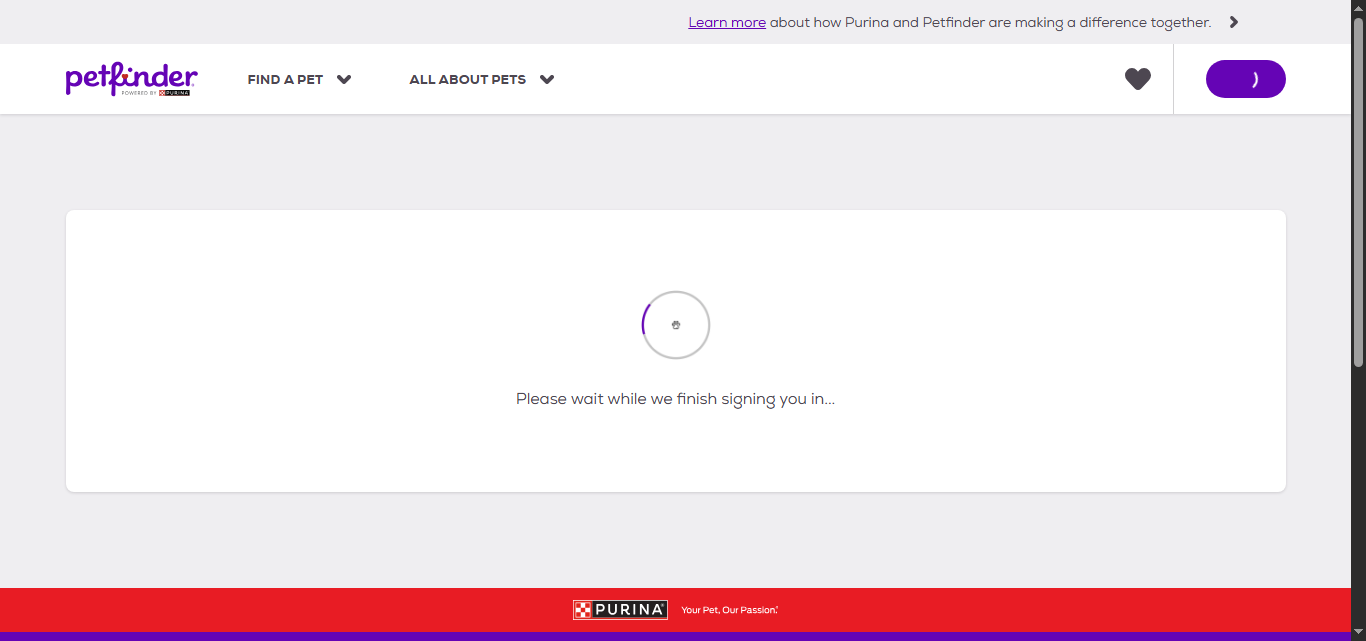 Learn more about how Purina and Petfinder are making a difference together.
petfinder
POWERED BY PURINA
FIND A PET
ALL ABOUT PETS
Please wait while we finish signing you in...
PURINA
Your Pet, Our Passion.®